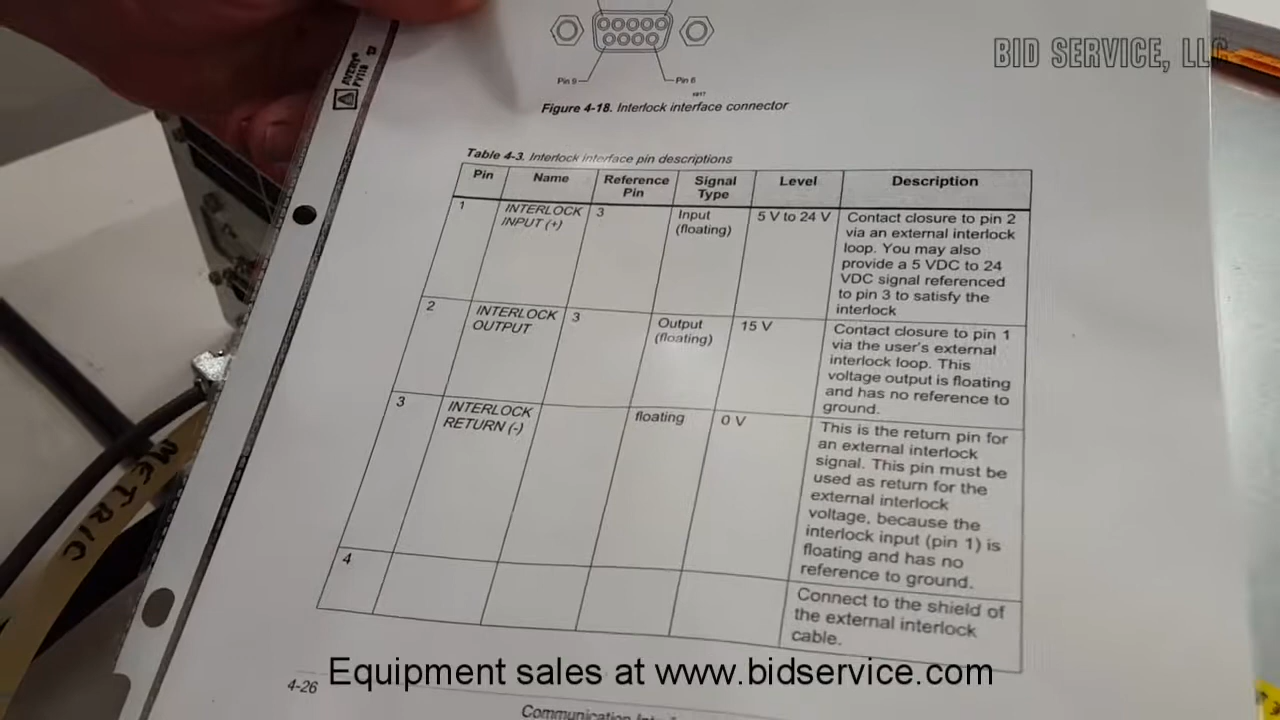 BID SERVICE, LLC
AVERY®
Pin 9
Pin 6
Figure 4-18. Interlock interface connector
Table 4-3. Interlock interface pin descriptions
Pin Name Reference Pin Signal Type Level Description
1 INTERLOCK INPUT (+) 3 Input (floating) 5 V to 24 V Contact closure to pin 2
via an external interlock
loop. You may also
provide a 5 VDC to 24
VDC signal referenced
to pin 3 to satisfy the
interlock
2 INTERLOCK OUTPUT 3 Output (floating) 15 V Contact closure to pin 1
via the user's external
interlock loop. This
voltage output is floating
and has no reference to
ground.
3 INTERLOCK RETURN (-) floating 0 V This is the return pin for
an external interlock
signal. This pin must be
used as return for the
external interlock
voltage, because the
interlock input (pin 1) is
floating and has no
reference to ground.
4 Connect to the shield of
the external interlock
cable.
METRIC
4-26
Equipment sales at www.bidservice.com
Communication